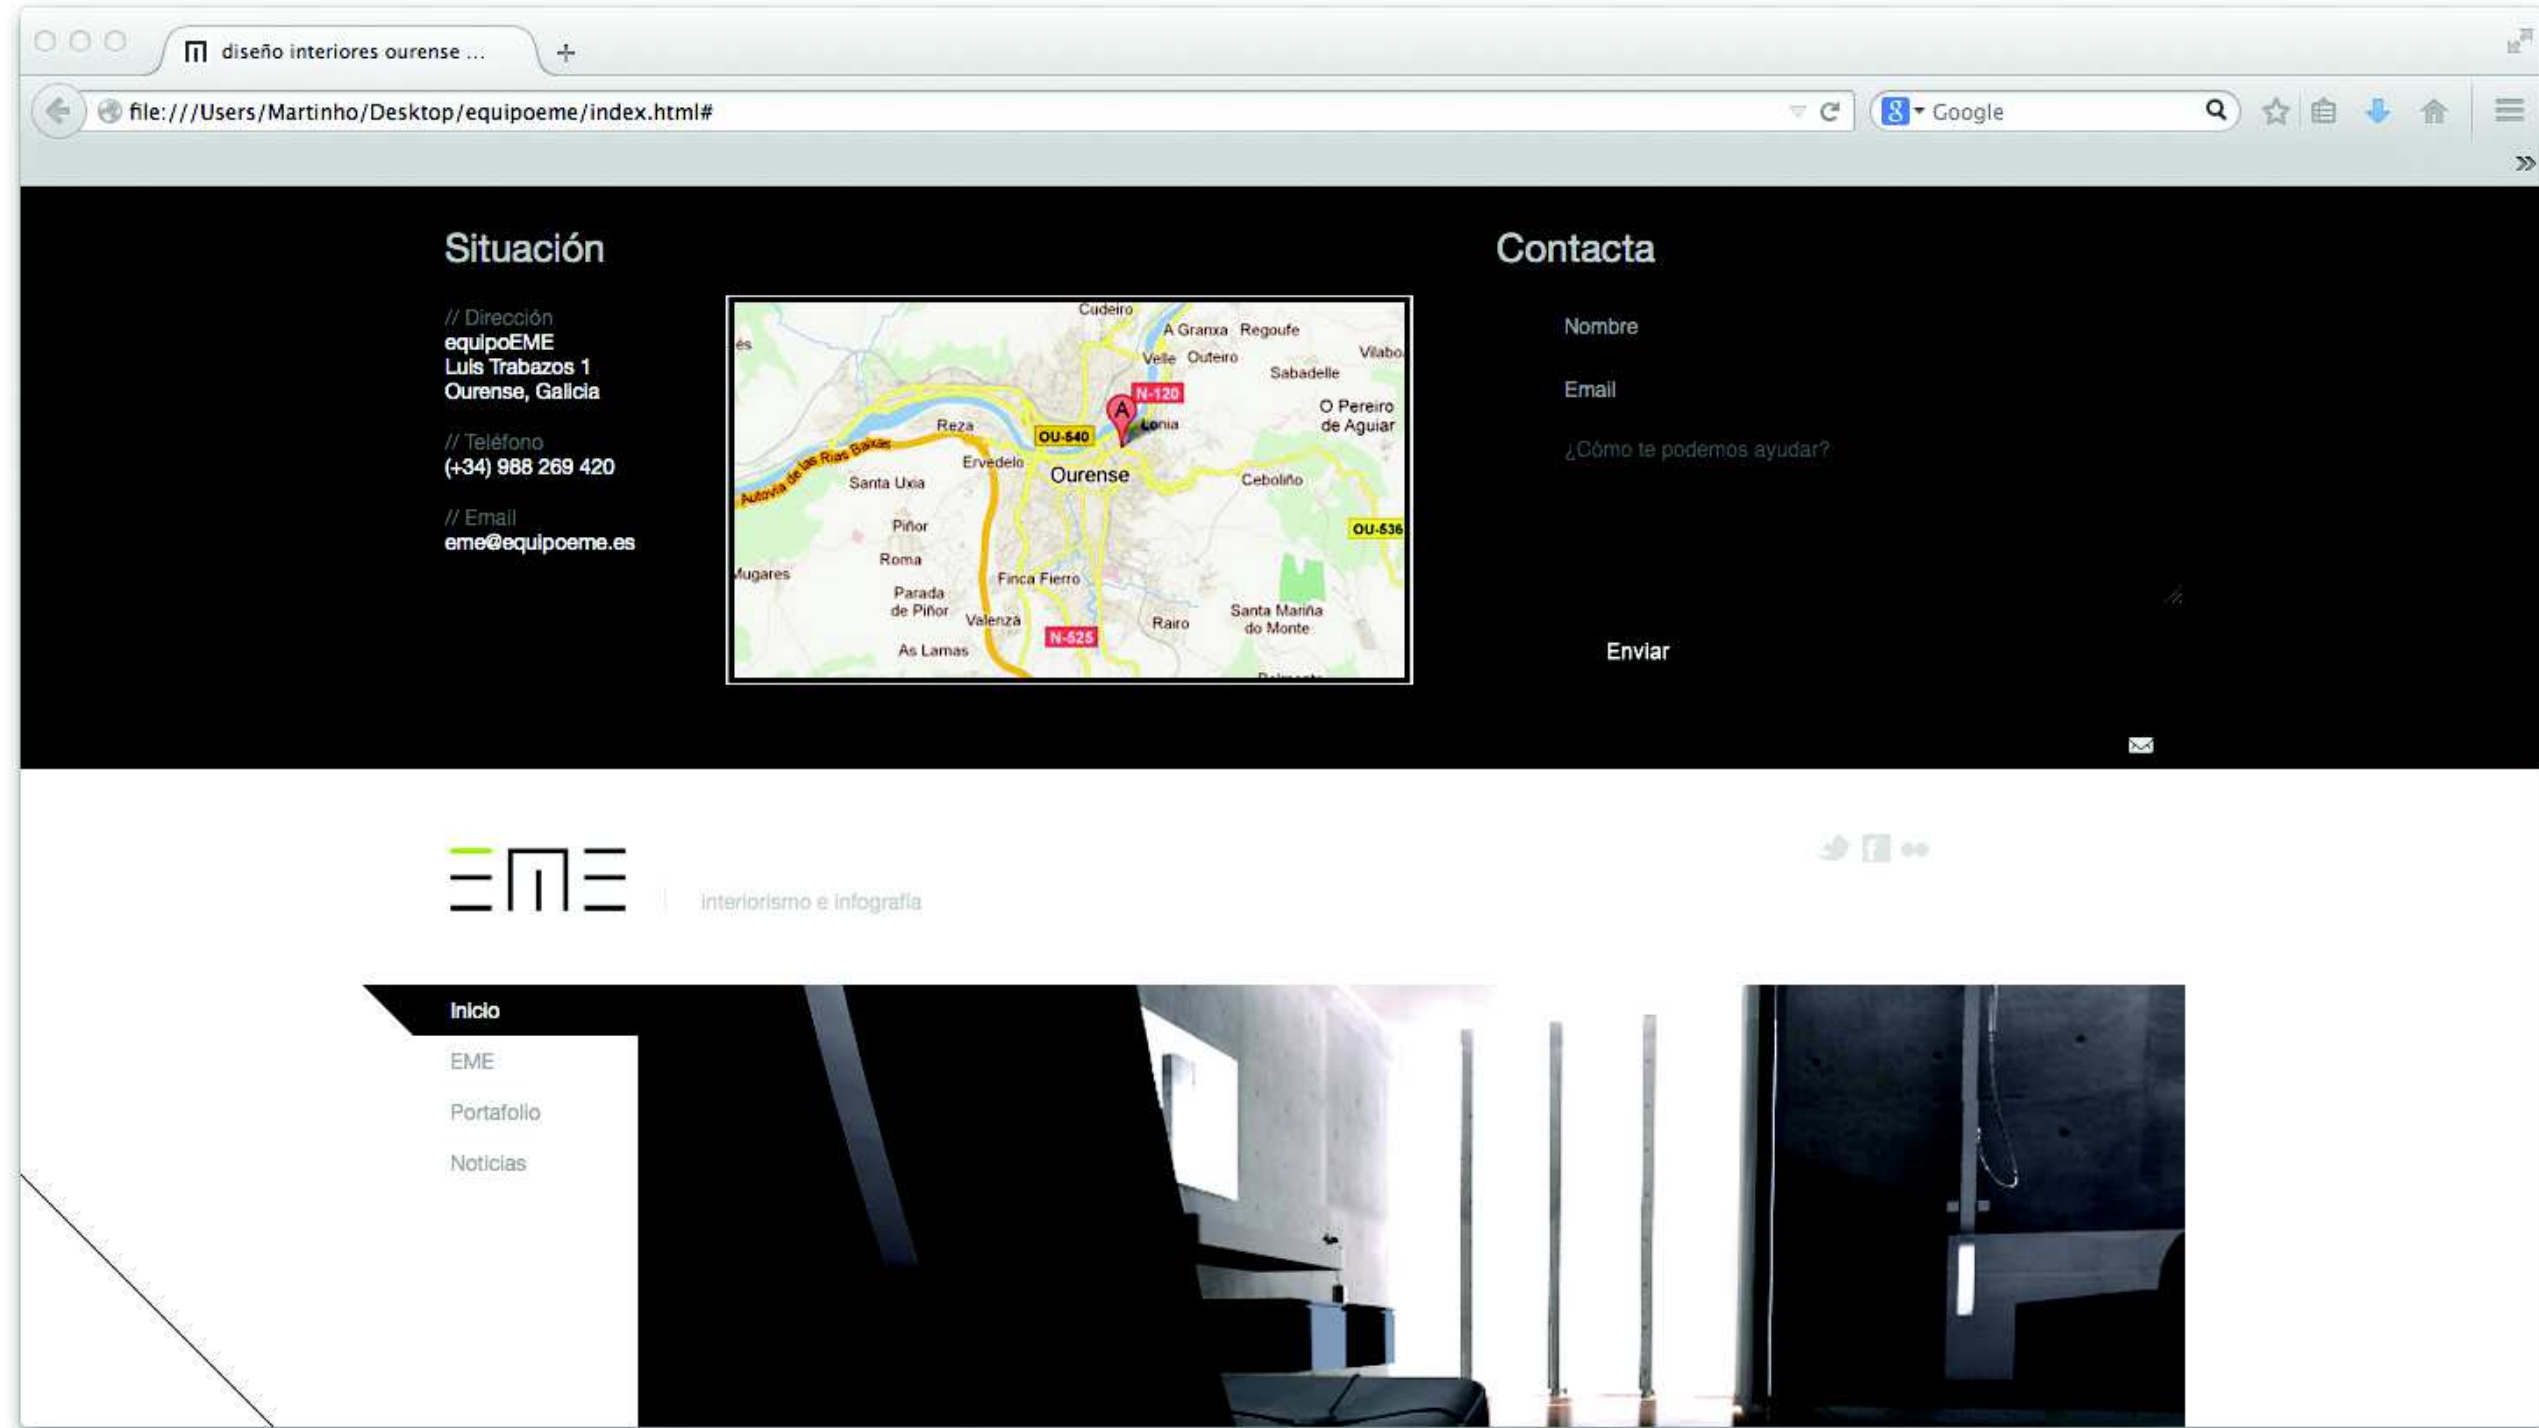 diseño interiores ourense ...
file:///Users/Martinho/Desktop/equipoeme/index.html#
Google
Situación
// Dirección
equipoEME
Luis Trabazos 1
Ourense, Galicia
// Teléfono
(+34) 988 269 420
// Email
eme@equipoeme.es
Cudeiro
A Granxa Regoufe
Velle Outeiro
Vilabo
Sabadelle
N-120
A
O Pereiro
de Aguiar
Reza
OU-540
Lonia
Autovía de las Rías Baixas
Ervedelo
Ourense
Santa Uxia
Ceboliño
Piñor
OU-536
Roma
Mugares
Finca Fierro
Parada
de Piñor
Valenzá
Santa Mariña
do Monte
Rairo
N-525
As Lamas
Contacta
Nombre
Email
¿Cómo te podemos ayudar?
Enviar
EME
interiorismo e infografía
Inicio
EME
Portafolio
Noticias